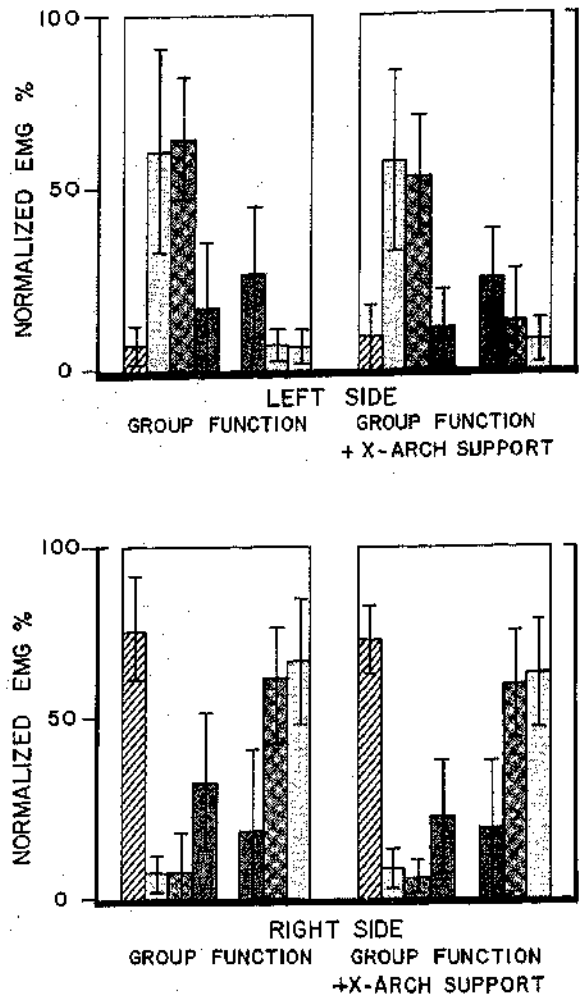 100
NORMALIZED EMG %
50
0
LEFT SIDE
GROUP FUNCTION
GROUP FUNCTION
+ X-ARCH SUPPORT
100
NORMALIZED EMG %
50
0
RIGHT SIDE
GROUP FUNCTION
GROUP FUNCTION
+X-ARCH SUPPORT